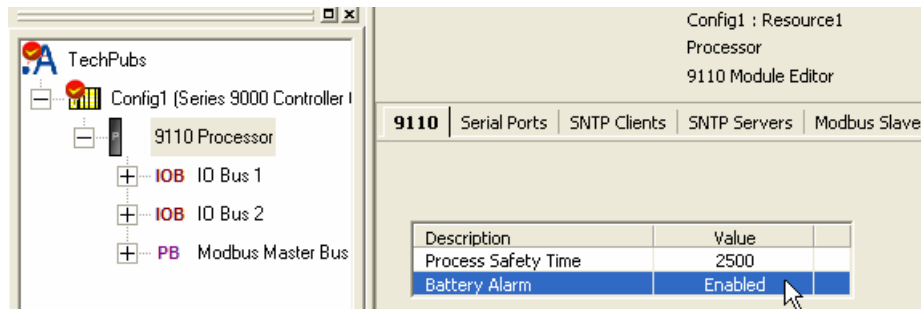 TechPubs
Config1 (Series 9000 Controller
9110 Processor
IOB IO Bus 1
IOB IO Bus 2
PB Modbus Master Bus
Config1 : Resource1
Processor
9110 Module Editor
9110 Serial Ports SNTP Clients SNTP Servers Modbus Slave
Description Value
Process Safety Time 2500
Battery Alarm Enabled